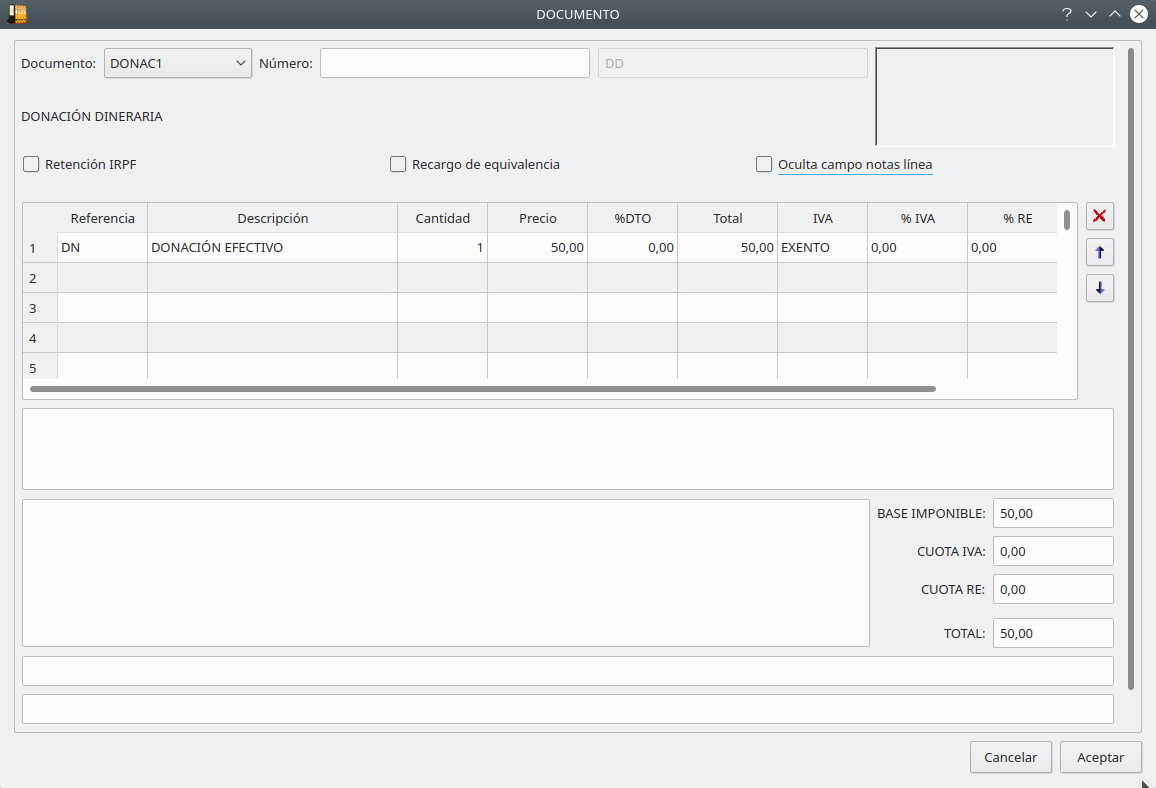 DOCUMENTO
Documento: DONAC1 Número: DD
DONACIÓN DINERARIA
Retención IRPF Recargo de equivalencia Oculta campo notas línea
Referencia Descripción Cantidad Precio %DTO Total IVA % IVA % RE
1 DN DONACIÓN EFECTIVO 1 50,00 0,00 50,00 EXENTO 0,00 0,00
2
3
4
5
BASE IMPONIBLE: 50,00
CUOTA IVA: 0,00
CUOTA RE: 0,00
TOTAL: 50,00
Cancelar Aceptar